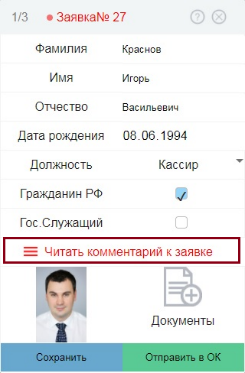 1/3 Заявка№ 27
Фамилия Краснов
Имя Игорь
Отчество Васильевич
Дата рождения 08.06.1994
Должность Кассир
Гражданин РФ
Гос.Служащий
Читать комментарий к заявке
Документы
Сохранить Отправить в ОК